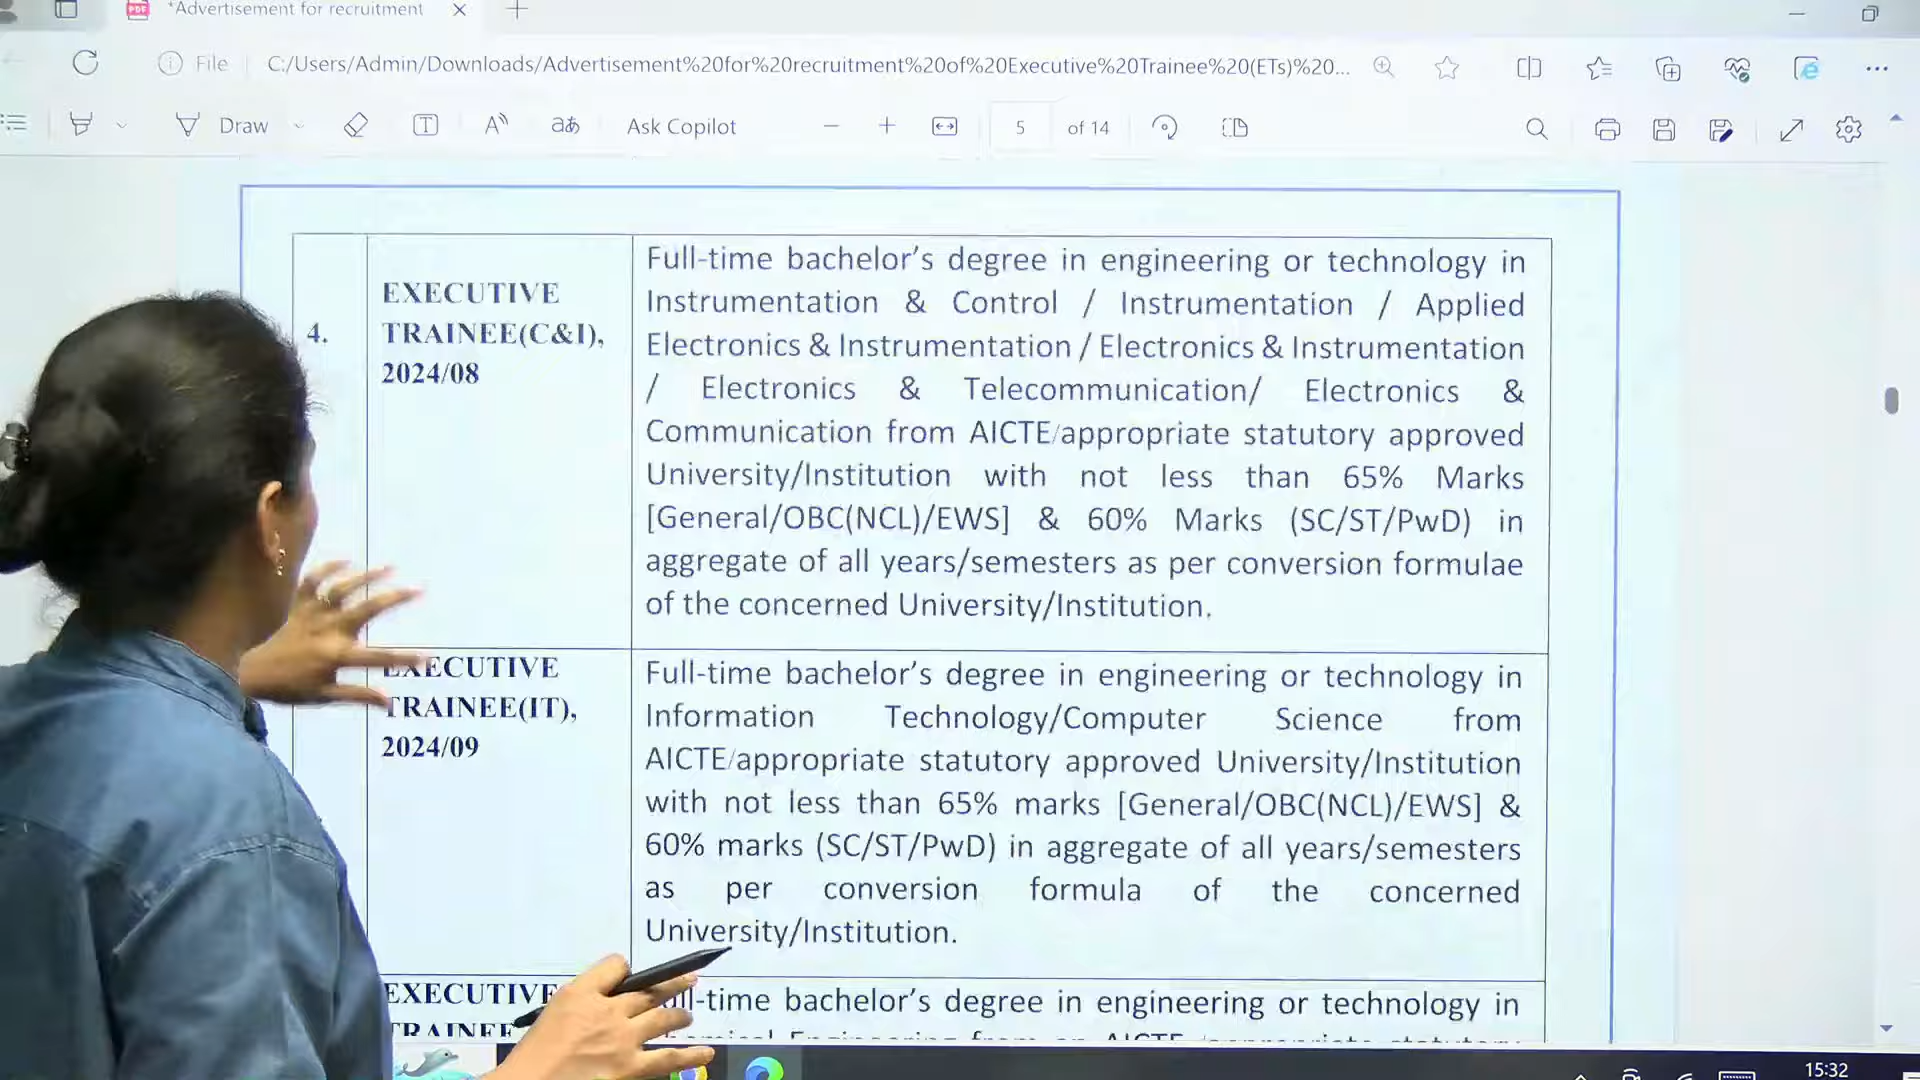 *Advertisement for recruitment
File
C:/Users/Admin/Downloads/Advertisement%20for%20recruitment%20of%20Executive%20Trainee%20(ETs)%20...
Draw
Ask Copilot
5 of 14
4.
EXECUTIVE
TRAINEE(C&I),
2024/08
Full-time bachelor’s degree in engineering or technology in
Instrumentation & Control / Instrumentation / Applied
Electronics & Instrumentation / Electronics & Instrumentation
/ Electronics & Telecommunication/ Electronics &
Communication from AICTE/appropriate statutory approved
University/Institution with not less than 65% Marks
[General/OBC(NCL)/EWS] & 60% Marks (SC/ST/PwD) in
aggregate of all years/semesters as per conversion formulae
of the concerned University/Institution.
EXECUTIVE
TRAINEE(IT),
2024/09
Full-time bachelor’s degree in engineering or technology in
Information Technology/Computer Science from
AICTE/appropriate statutory approved University/Institution
with not less than 65% marks [General/OBC(NCL)/EWS] &
60% marks (SC/ST/PwD) in aggregate of all years/semesters
as per conversion formula of the concerned
University/Institution.
EXECUTIVE
TRAINEE
bachelor’s degree in engineering or technology in
15:32